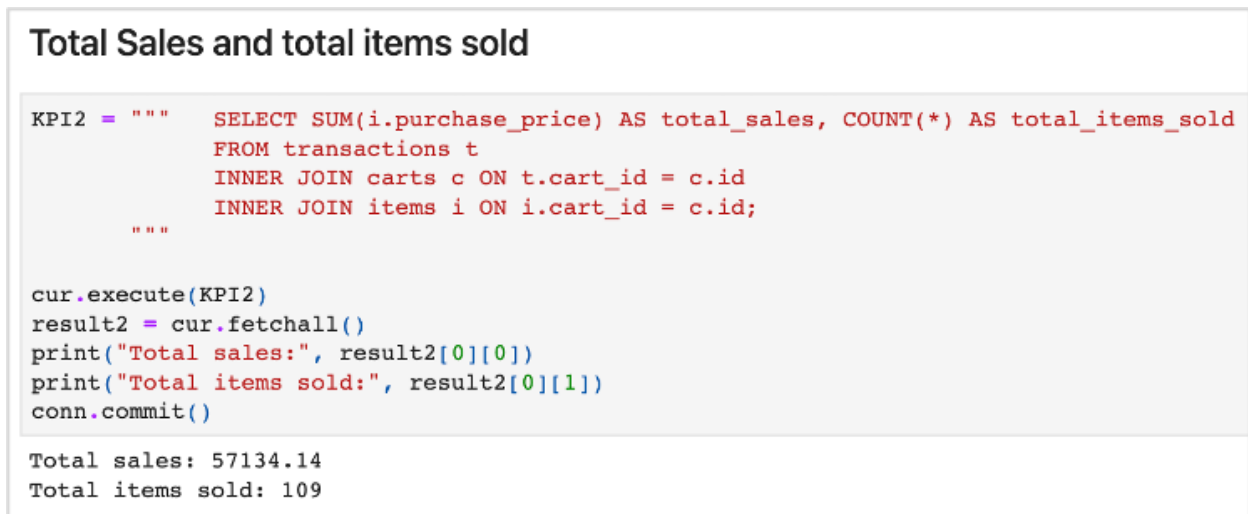 Total Sales and total items sold
KPI2 = """   SELECT SUM(i.purchase_price) AS total_sales, COUNT(*) AS total_items_sold
             FROM transactions t
             INNER JOIN carts c ON t.cart_id = c.id
             INNER JOIN items i ON i.cart_id = c.id;
       """
cur.execute(KPI2)
result2 = cur.fetchall()
print("Total sales:", result2[0][0])
print("Total items sold:", result2[0][1])
conn.commit()
Total sales: 57134.14
Total items sold: 109